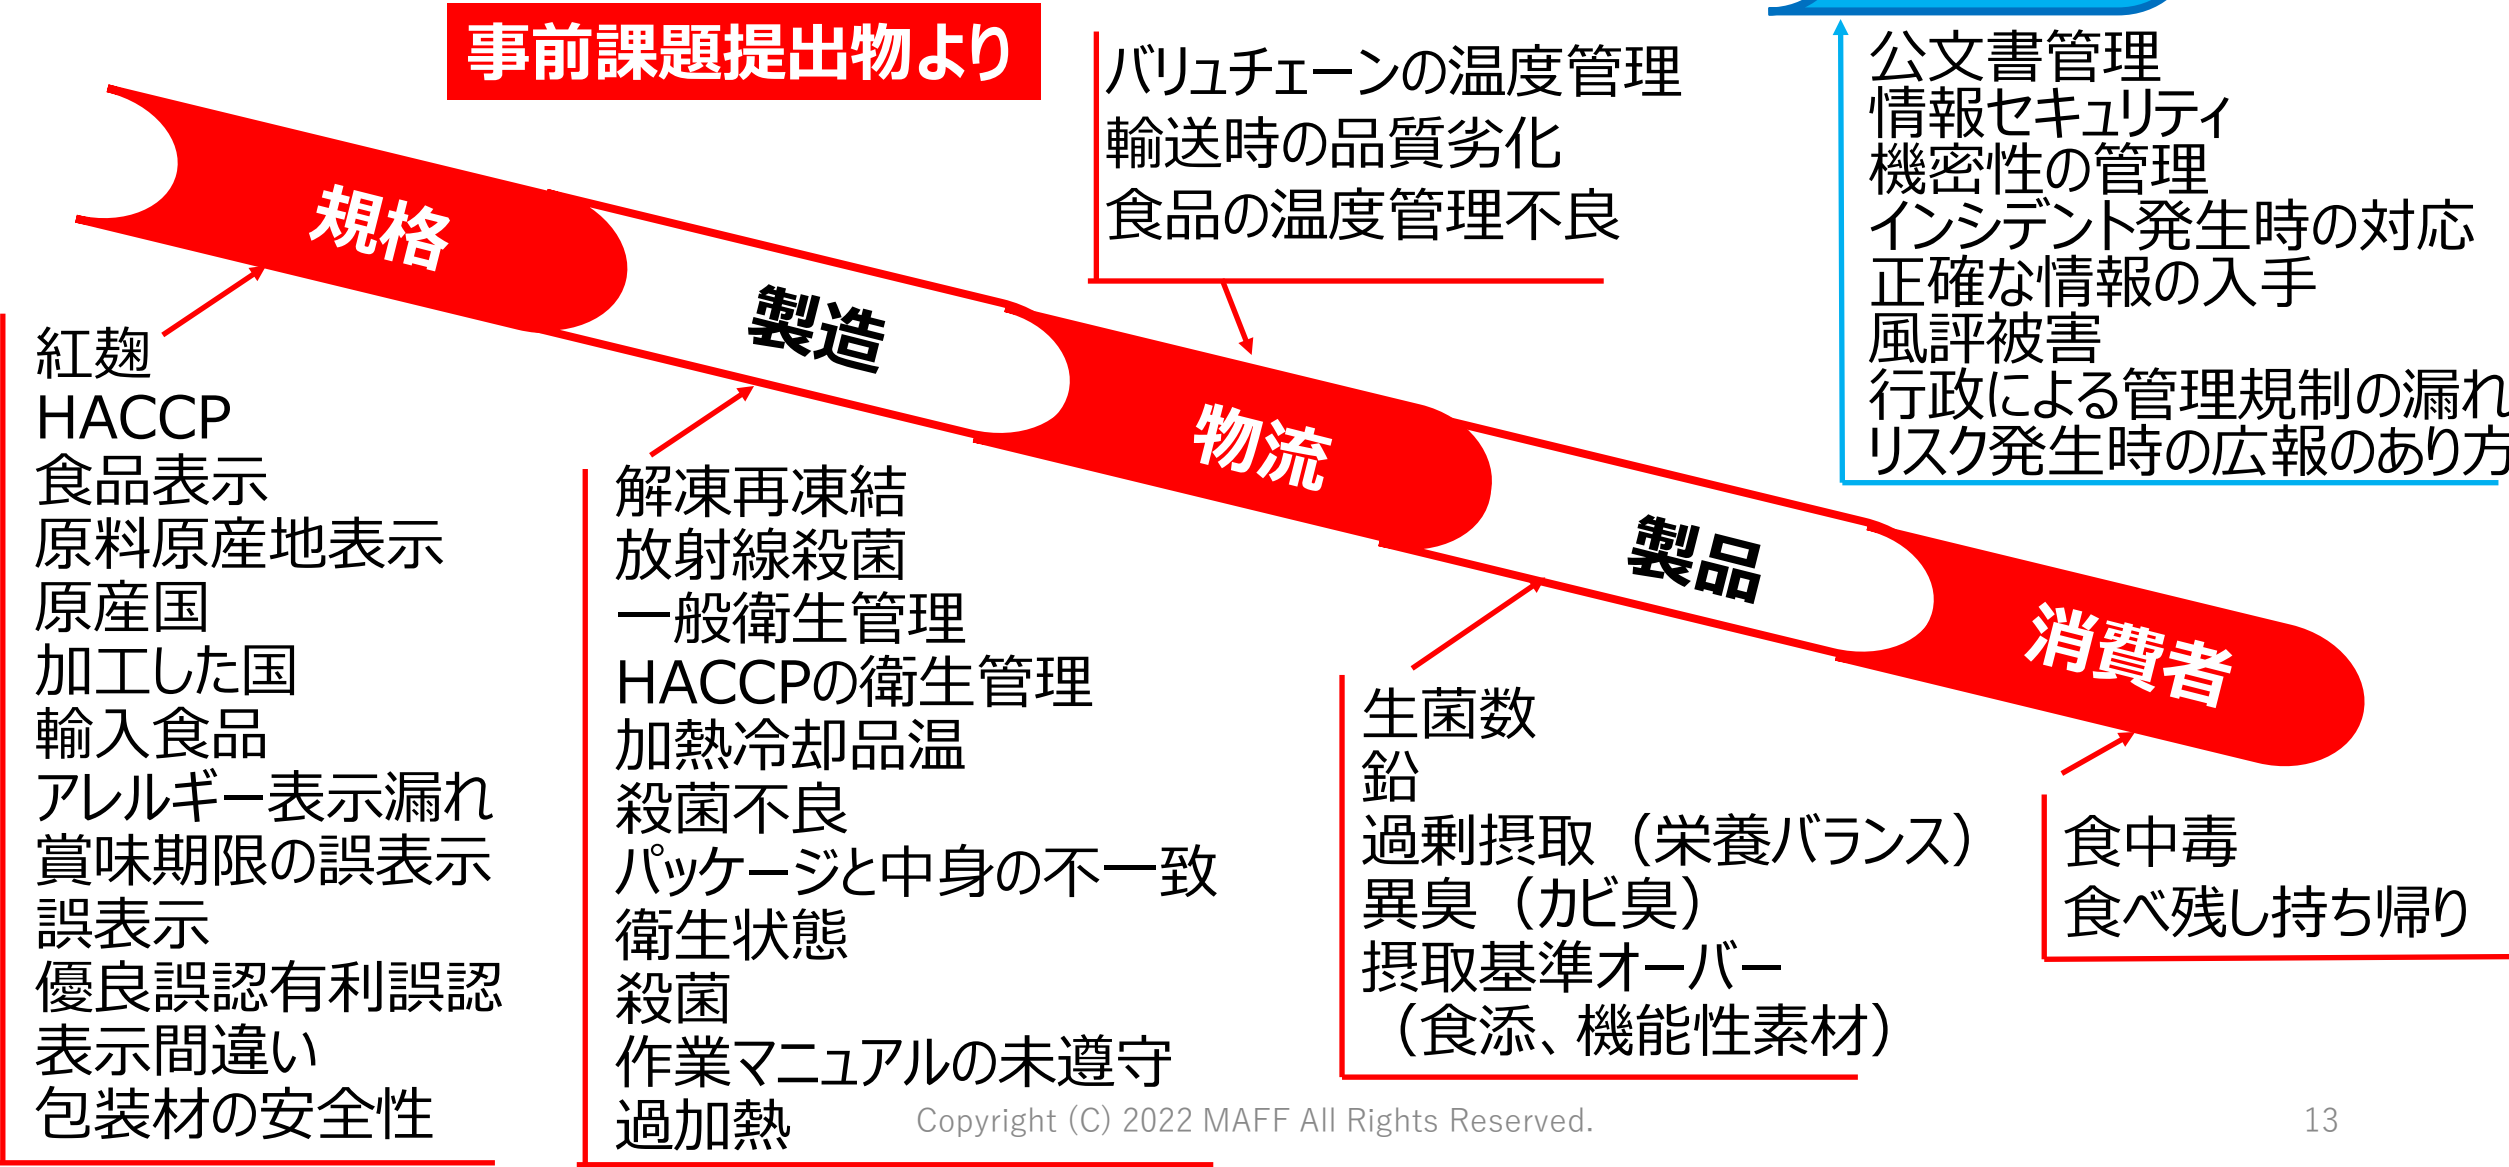 事前課題提出物より
規格
製造
物流
製品
消費者
紅麹
HACCP
食品表示
原料原産地表示
原産国
加工した国
輸入食品
アレルギー表示漏れ
賞味期限の誤表示
誤表示
優良誤認有利誤認
表示間違い
包装材の安全性
解凍再凍結
放射線殺菌
一般衛生管理
HACCPの衛生管理
加熱冷却品温
殺菌不良
パッケージと中身の不一致
衛生状態、
殺菌
作業マニュアルの未遵守
過加熱
バリューチェーンの温度管理
輸送時の品質劣化
食品の温度管理不良
生菌数
鉛
過剰摂取（栄養バランス）
異臭（カビ臭）
摂取基準オーバー
（食添、機能性素材）
食中毒
食べ残し持ち帰り
公文書管理
情報セキュリティ
機密性の管理
インシデント発生時の対応
正確な情報の入手
風評被害
行政による管理規制の漏れ
リスク発生時の広報のあり方
Copyright (C) 2022 MAFF All Rights Reserved.
13